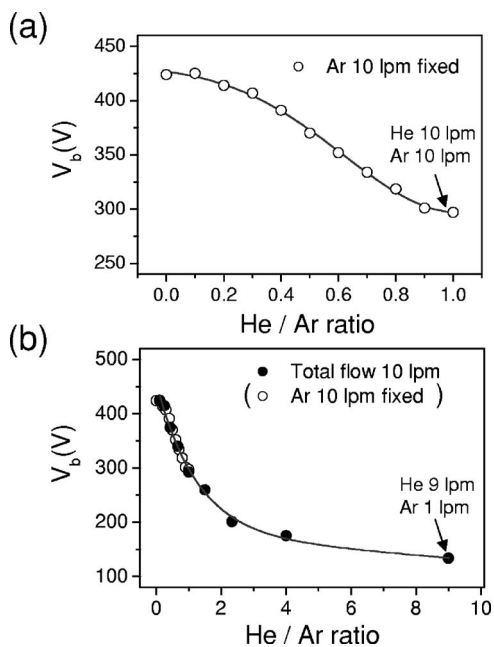 (a)
450
400
350
300
250
V_b(V)
○ Ar 10 lpm fixed
He 10 lpm
Ar 10 lpm
0.0 0.2 0.4 0.6 0.8 1.0
He / Ar ratio
(b)
500
400
300
200
100
V_b(V)
● Total flow 10 lpm
( ○ Ar 10 lpm fixed )
He 9 lpm
Ar 1 lpm
0 2 4 6 8 10
He / Ar ratio